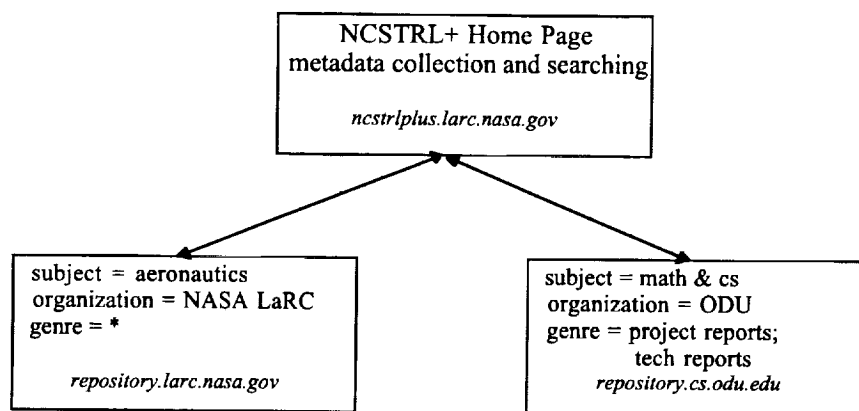 NCSTRL+ Home Page
metadata collection and searching
ncstrlplus.larc.nasa.gov
subject = aeronautics
organization = NASA LaRC
genre = *
repository.larc.nasa.gov
subject = math & cs
organization = ODU
genre = project reports;
tech reports
repository.cs.odu.edu